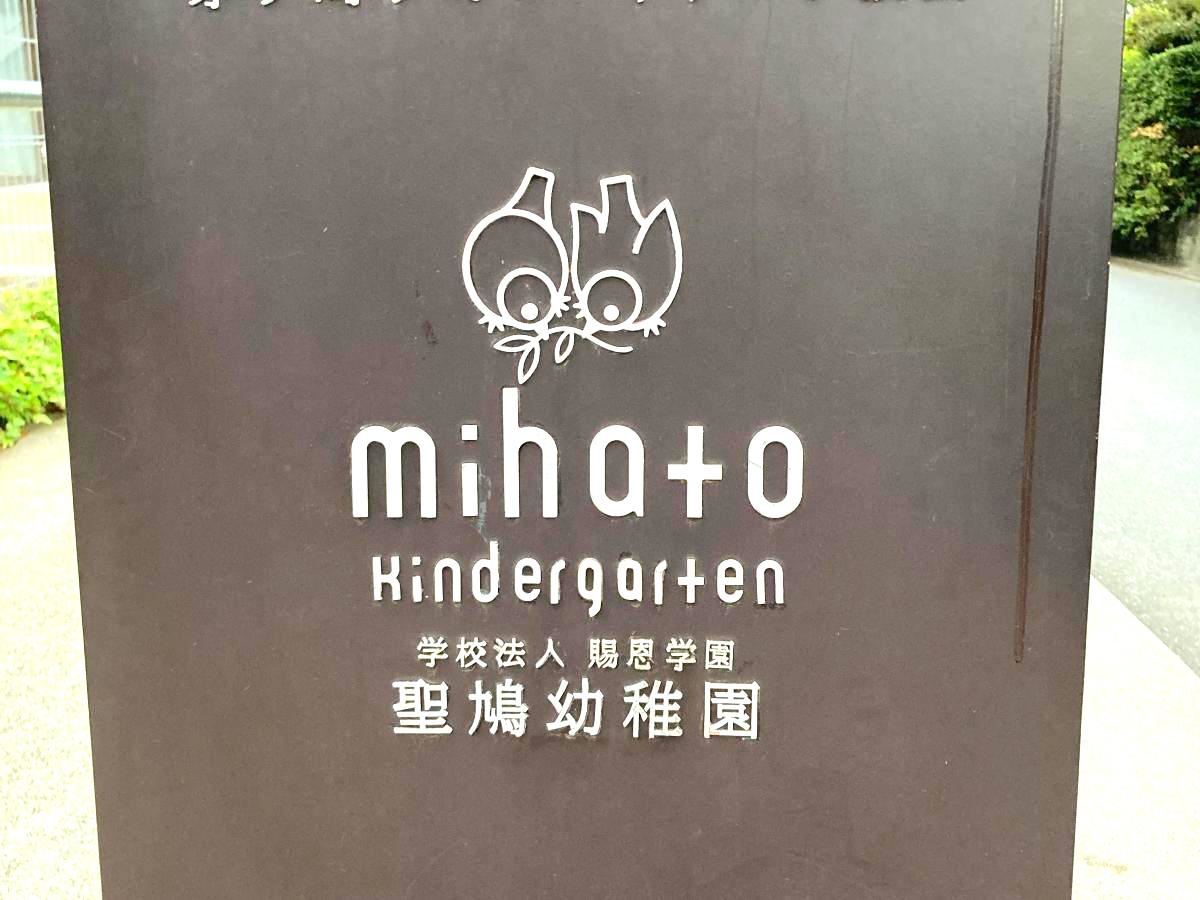 mihato
kindergarten
学校法人 賜恩学園
聖鳩幼稚園